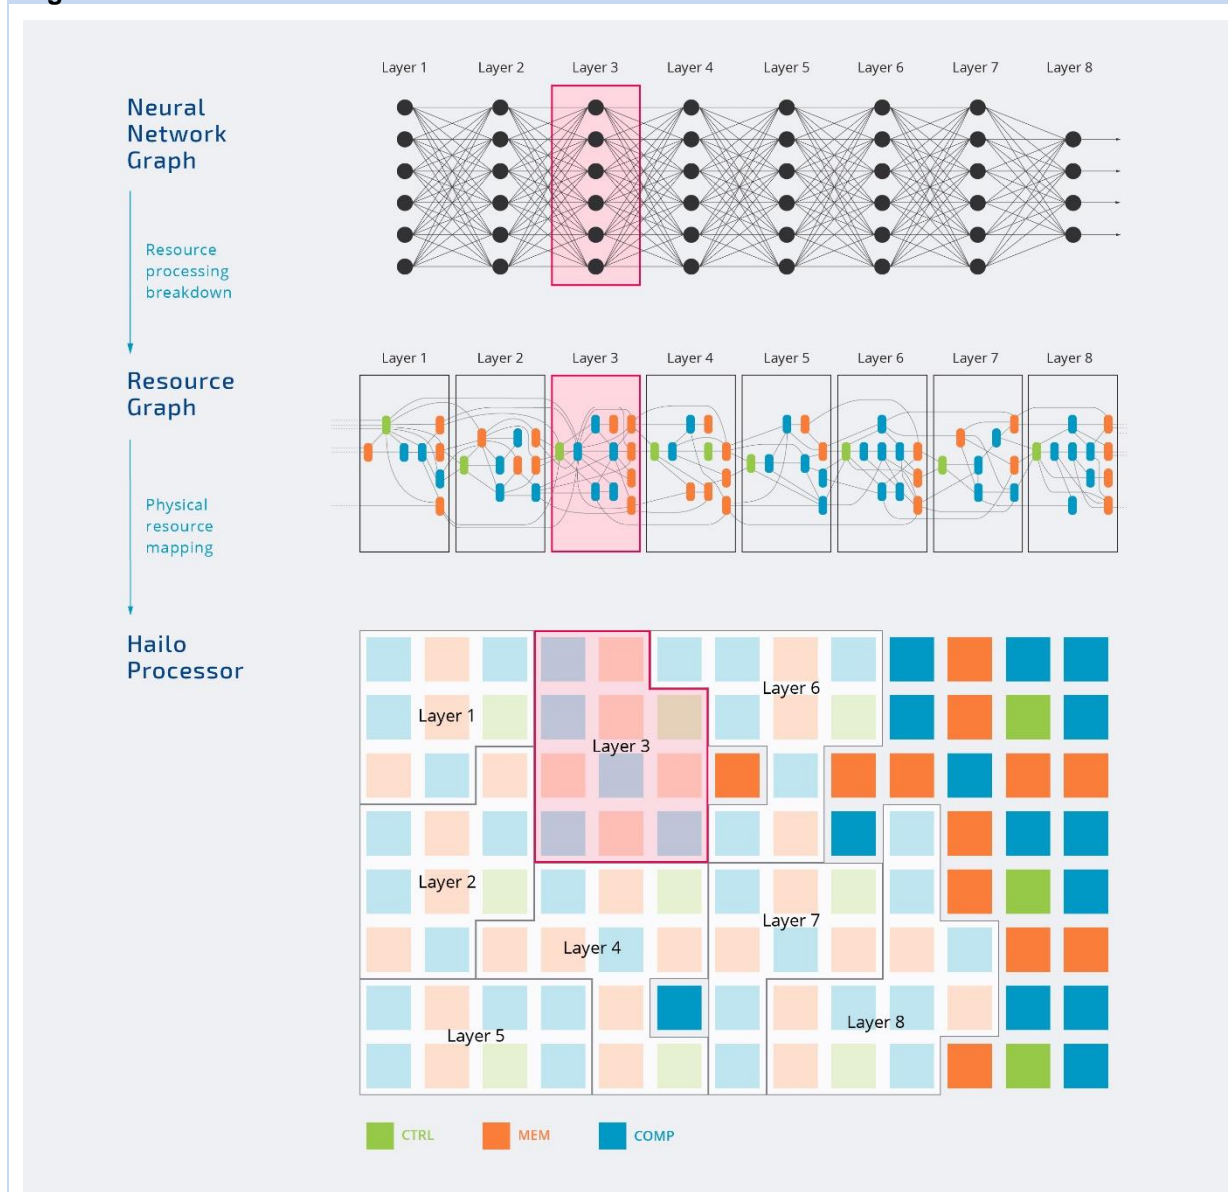 Layer 1 Layer 2 Layer 3 Layer 4 Layer 5 Layer 6 Layer 7 Layer 8
Neural
Network
Graph
Resource
processing
breakdown
Layer 1 Layer 2 Layer 3 Layer 4 Layer 5 Layer 6 Layer 7 Layer 8
Resource
Graph
Physical
resource
mapping
Hailo
Processor
Layer 6
Layer 1
Layer 3
Layer 2
Layer 7
Layer 4
Layer 8
Layer 5
CTRL MEM COMP